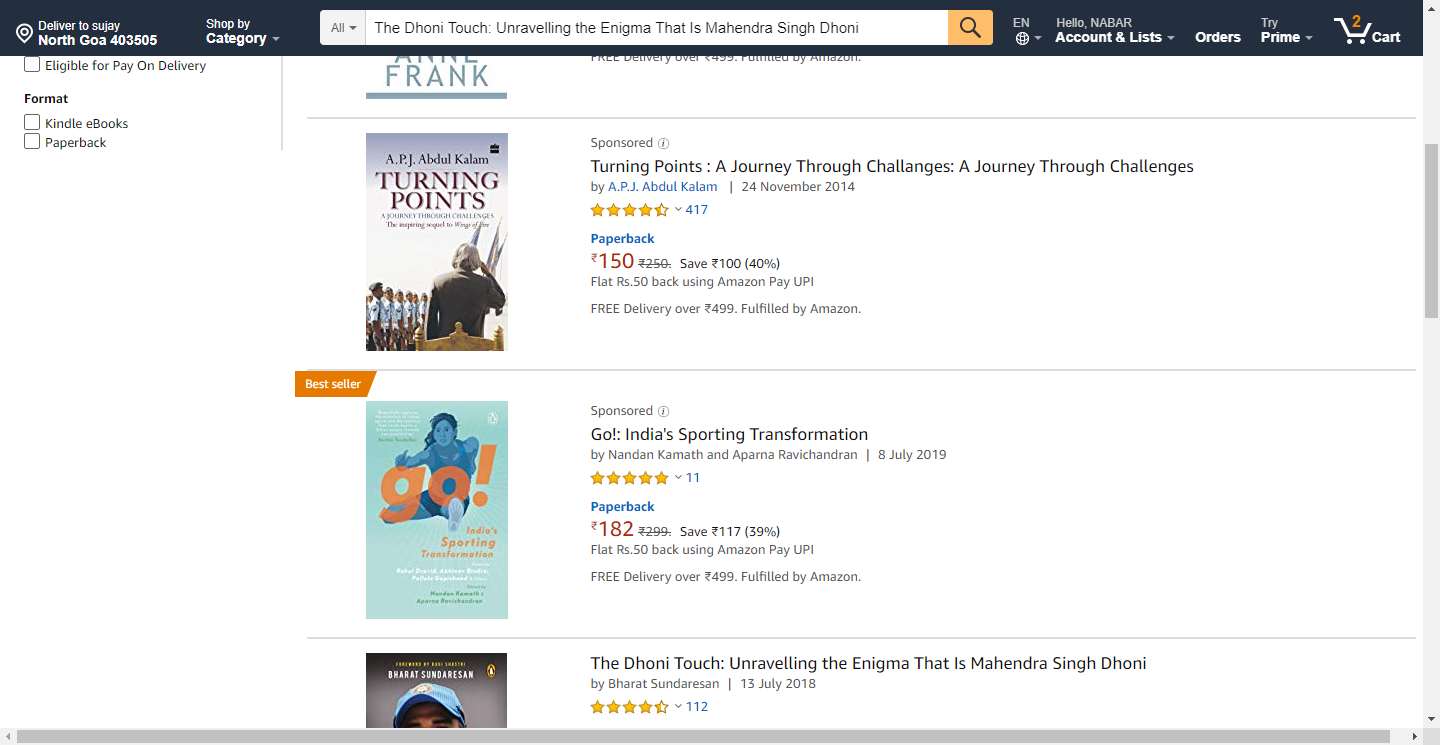 Deliver to sujay
North Goa 403505
Shop by
Category
All
The Dhoni Touch: Unravelling the Enigma That Is Mahendra Singh Dhoni
EN
Hello, NABAR
Account & Lists
Orders
Try
Prime
2
Cart
Eligible for Pay On Delivery
Format
Kindle eBooks
Paperback
ANNE
FRANK
FREE Delivery over ₹499. Fulfilled by Amazon.
A.P.J. Abdul Kalam
TURNING
POINTS
A JOURNEY THROUGH CHALLENGES
The inspiring sequel to Wings of Fire
Sponsored
Turning Points : A Journey Through Challanges: A Journey Through Challenges
by A.P.J. Abdul Kalam | 24 November 2014
417
Paperback
₹150 ₹250. Save ₹100 (40%)
Flat Rs.50 back using Amazon Pay UPI
FREE Delivery over ₹499. Fulfilled by Amazon.
Best seller
go!
India's
Sporting
Transformation
Rahul Dravid, Abhinav Bindra,
Pullela Gopichand & Others
Edited by
Nandan Kamath &
Aparna Ravichandran
Sponsored
Go!: India's Sporting Transformation
by Nandan Kamath and Aparna Ravichandran | 8 July 2019
11
Paperback
₹182 ₹299. Save ₹117 (39%)
Flat Rs.50 back using Amazon Pay UPI
FREE Delivery over ₹499. Fulfilled by Amazon.
FOREWORD BY RAVI SHASTRI
BHARAT SUNDARESAN
The Dhoni Touch: Unravelling the Enigma That Is Mahendra Singh Dhoni
by Bharat Sundaresan | 13 July 2018
112